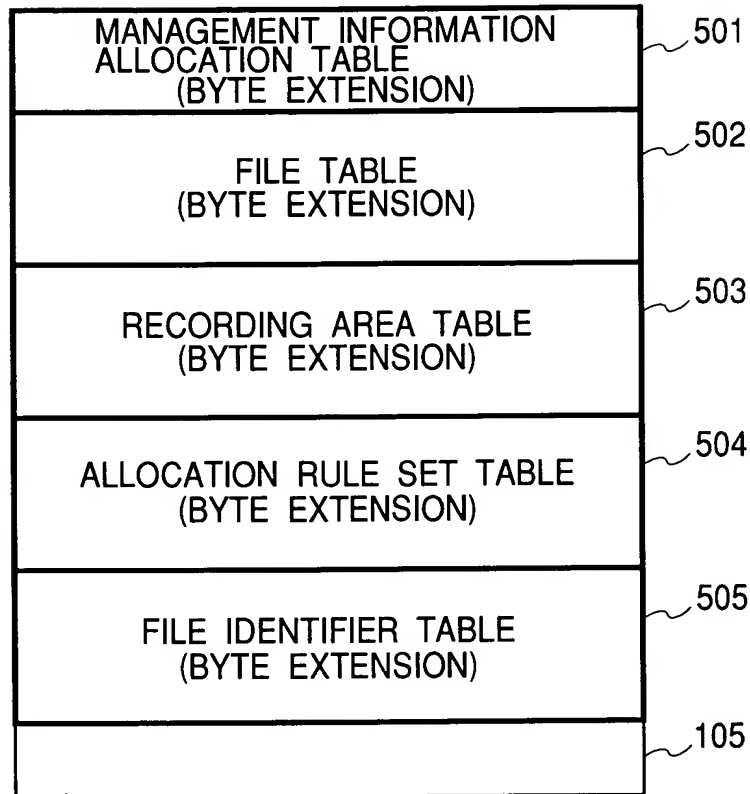 MANAGEMENT INFORMATION
ALLOCATION TABLE
(BYTE EXTENSION)
501
FILE TABLE
(BYTE EXTENSION)
502
RECORDING AREA TABLE
(BYTE EXTENSION)
503
ALLOCATION RULE SET TABLE
(BYTE EXTENSION)
504
FILE IDENTIFIER TABLE
(BYTE EXTENSION)
505
105